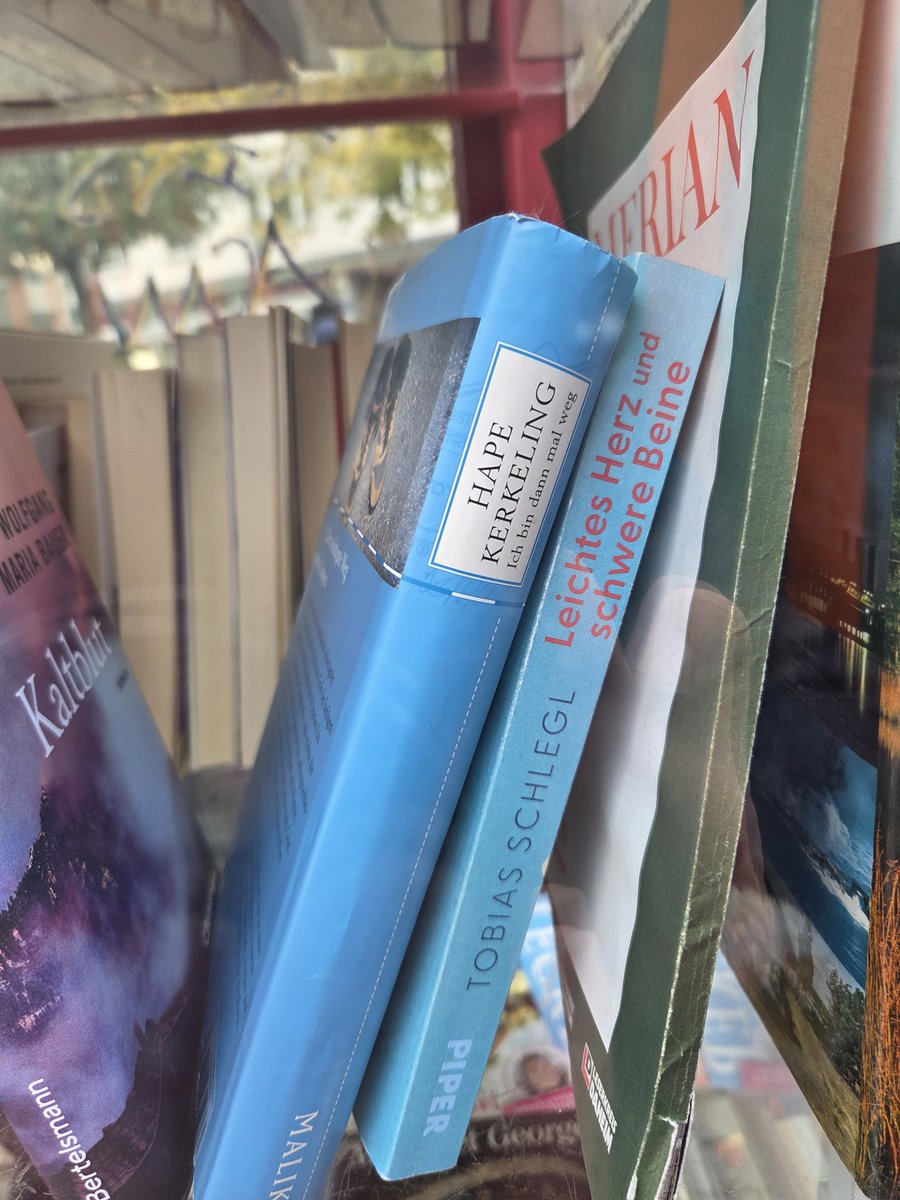 WOLFGANG
MARIA BAUER
Kaltblut
Bertelsmann
HAPE
KERKELING
Ich bin dann mal weg
MALIK
Leichtes Herz und
schwere Beine
TOBIAS SCHLEGL
PIPER
MERIAN